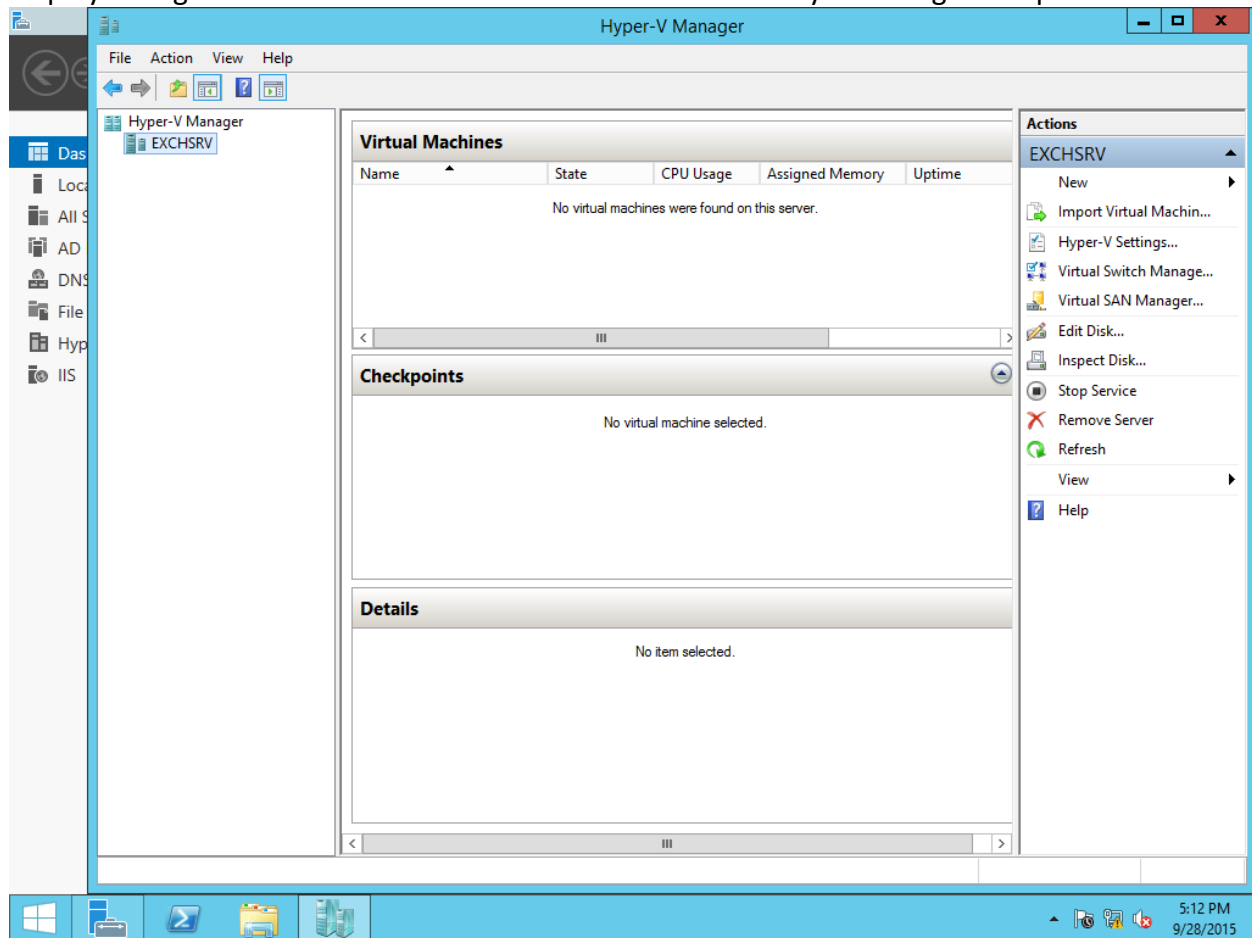 Hyper-V Manager
File Action View Help
Hyper-V Manager
EXCHSRV
Das
Loca
All S
AD
DNS
File
Hyp
IIS
Virtual Machines
Name State CPU Usage Assigned Memory Uptime
No virtual machines were found on this server.
Checkpoints
No virtual machine selected.
Details
No item selected.
Actions
EXCHSRV
New
Import Virtual Machin...
Hyper-V Settings...
Virtual Switch Manage...
Virtual SAN Manager...
Edit Disk...
Inspect Disk...
Stop Service
Remove Server
Refresh
View
Help
5:12 PM
9/28/2015